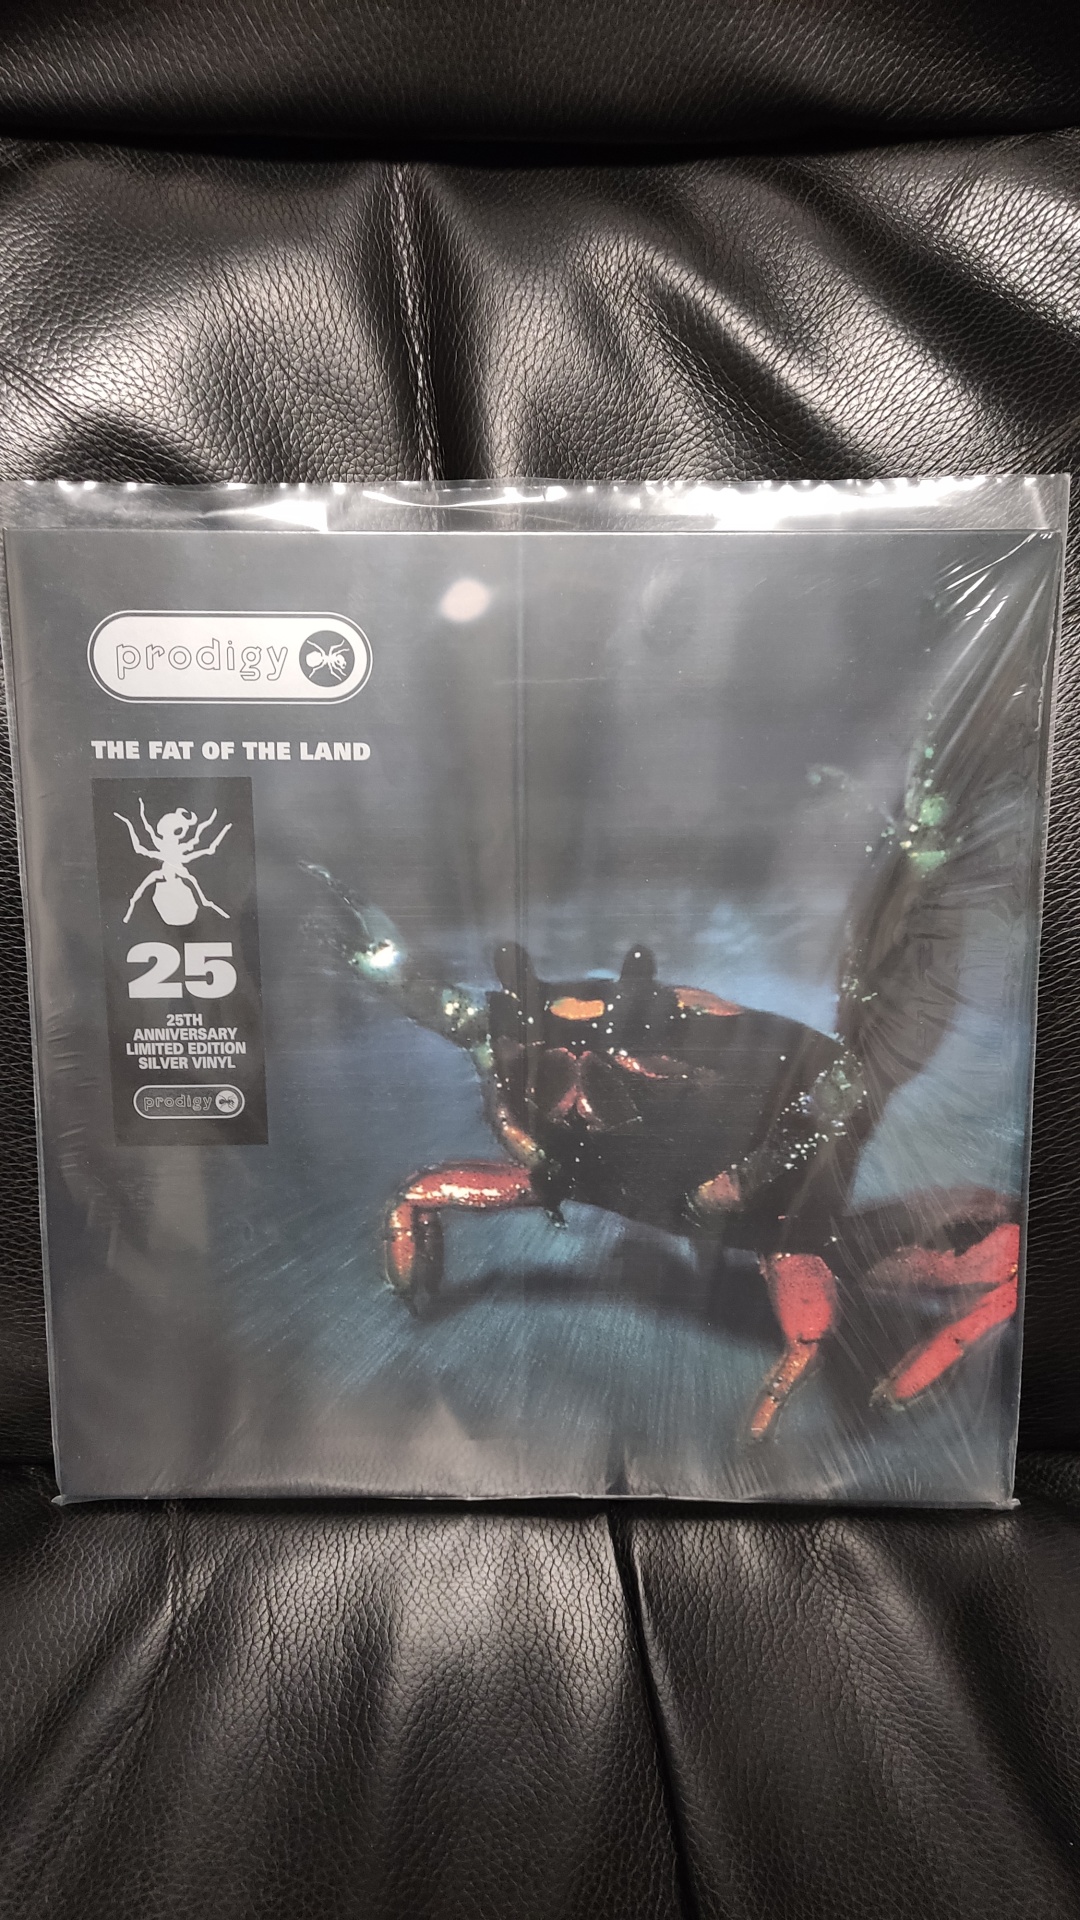 prodigy
THE FAT OF THE LAND
25
25TH
ANNIVERSARY
LIMITED EDITION
SILVER VINYL
prodigy